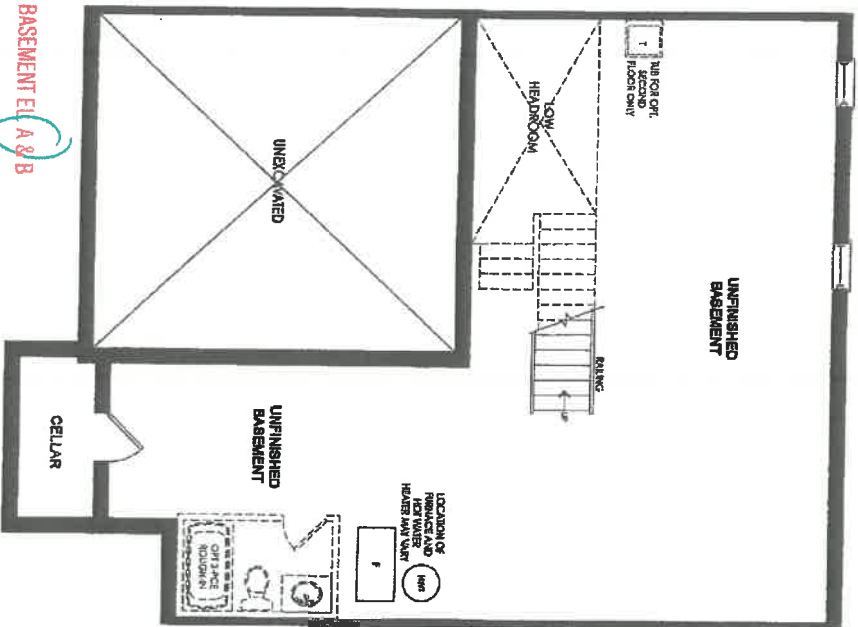 BASEMENT EL. A & B
UNEXCAVATED
LOW
HEADROOM
T
TUB FOR OPT.
SECOND
FLOOR ONLY
UNFINISHED
BASEMENT
RAILING
UP
UNFINISHED
BASEMENT
CELLAR
LOCATION OF
FURNACE AND
HOT WATER
HEATER MAY VARY
F
HWT
OPT 3-PCE
ROUGH-IN